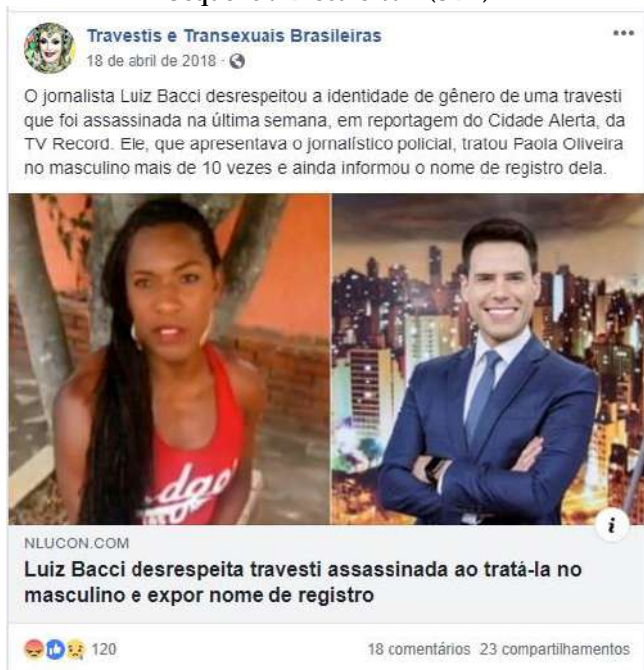 Travestis e Transexuais Brasileiras
18 de abril de 2018 ·
O jornalista Luiz Bacci desrespeitou a identidade de gênero de uma travesti
que foi assassinada na última semana, em reportagem do Cidade Alerta, da
TV Record. Ele, que apresentava o jornalístico policial, tratou Paola Oliveira
no masculino mais de 10 vezes e ainda informou o nome de registro dela.
NLUCON.COM
Luiz Bacci desrespeita travesti assassinada ao tratá-la no
masculino e expor nome de registro
120
18 comentários 23 compartilhamentos